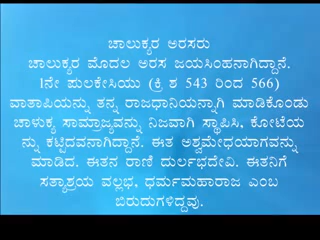 ಚಾಲುಕ್ಯರ ಅರಸರು
ಚಾಲುಕ್ಯರ ಮೊದಲ ಅರಸ ಜಯಸಿಂಹನಾಗಿದ್ದಾನೆ.
1ನೇ ಪುಲಕೇಸಿಯು (ಕ್ರಿ ಶ 543 ರಿಂದ 566)
ವಾತಾಪಿಯನ್ನು ತನ್ನ ರಾಜಧಾನಿಯನ್ನಾಗಿ ಮಾಡಿಕೊಂಡು
ಚಾಳುಕ್ಯ ಸಾಮ್ರಾಜ್ಯವನ್ನು ನಿಜವಾಗಿ ಸ್ಥಾಪಿಸಿ, ಕೋಟೆಯ
ನ್ನು ಕಟ್ಟಿದವನಾಗಿದ್ದಾನೆ. ಈತ ಅಶ್ವಮೇಧಯಾಗವನ್ನು
ಮಾಡಿದ. ಈತನ ರಾಣಿ ದುರ್ಲಭದೇವಿ. ಈತನಿಗೆ
ಸತ್ಯಾಶ್ರಯ ವಲ್ಲಭ, ಧರ್ಮಮಹಾರಾಜ ಎಂಬ
ಬಿರುದುಗಳಿದ್ದವು.